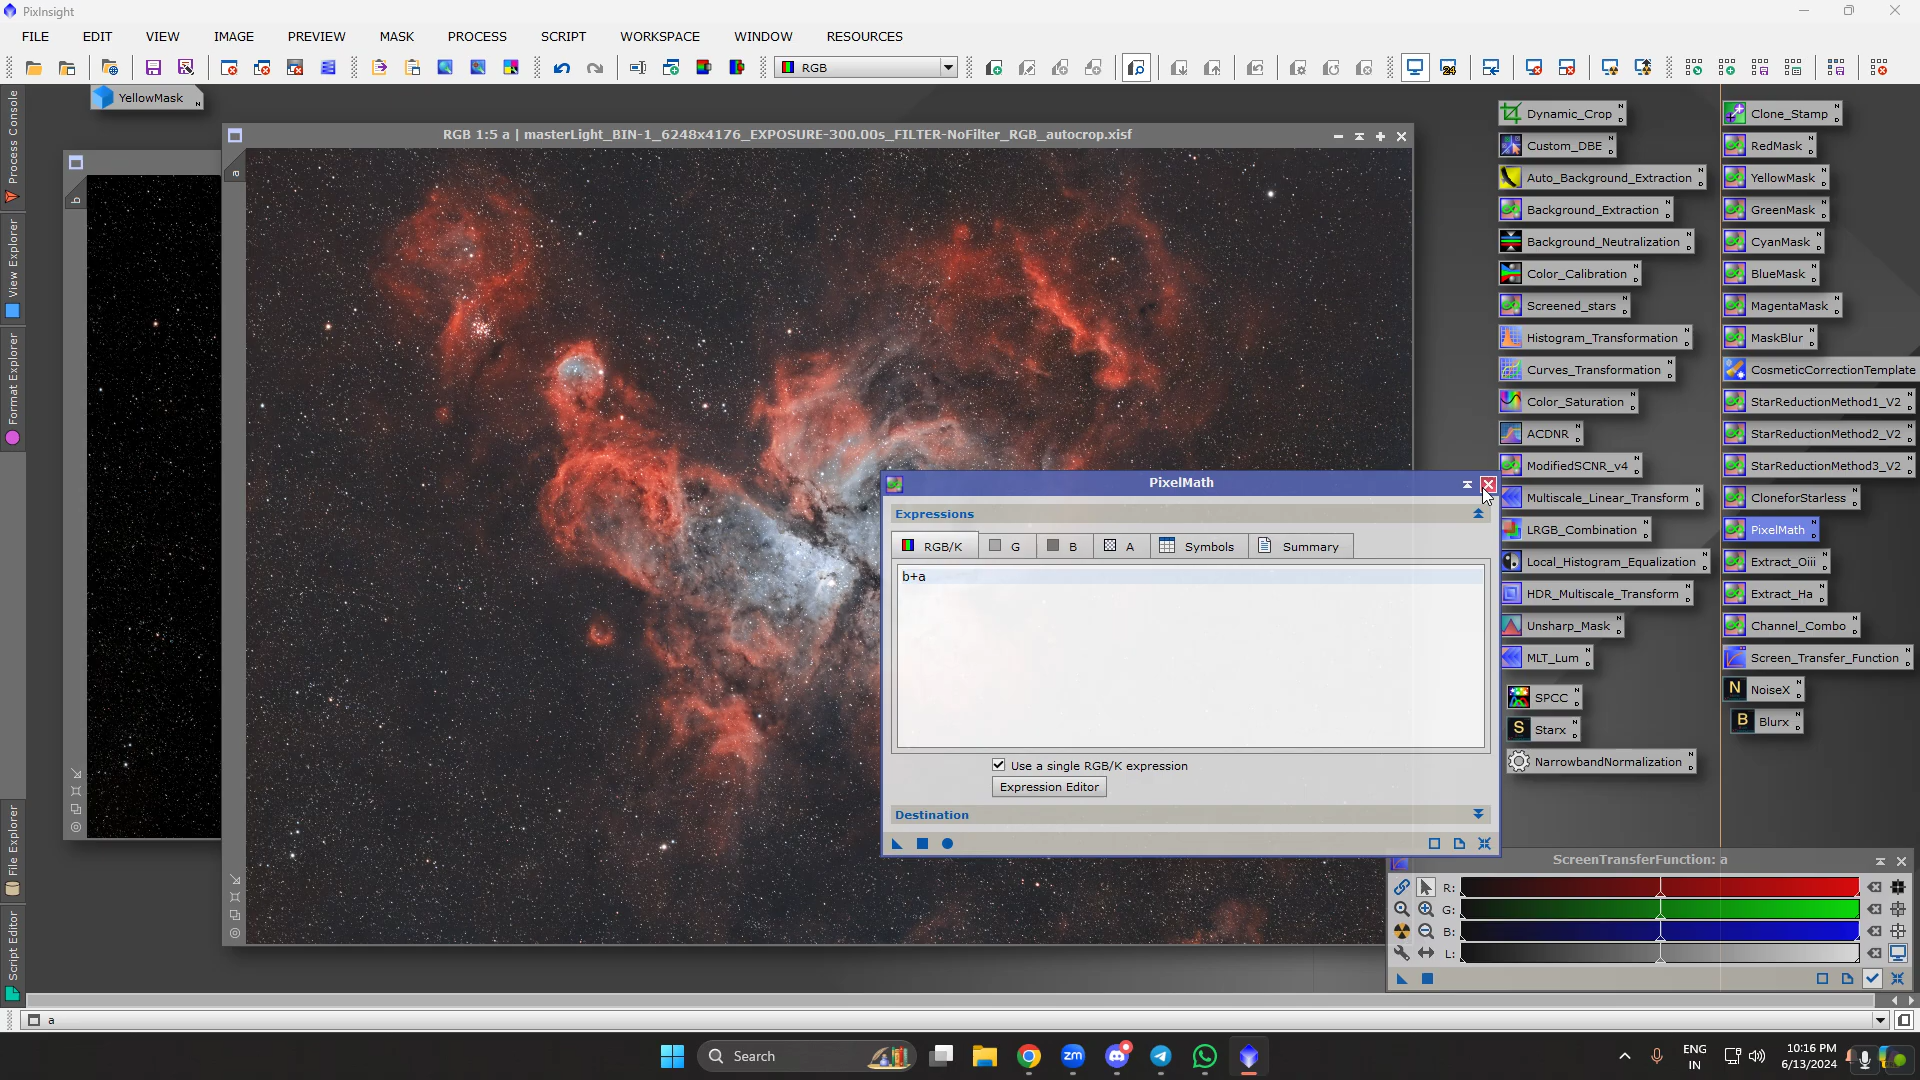 PixInsight
FILE EDIT VIEW IMAGE PREVIEW MASK PROCESS SCRIPT WORKSPACE WINDOW RESOURCES
RGB
24
Process Console
View Explorer
Format Explorer
File Explorer
Script Editor
YellowMask
N
b
RGB 1:5 a | masterLight_BIN-1_6248x4176_EXPOSURE-300.00s_FILTER-NoFilter_RGB_autocrop.xisf
a
Dynamic_Crop
Custom_DBE
Auto_Background_Extraction
Background_Extraction
Background_Neutralization
Color_Calibration
Screened_stars
Histogram_Transformation
Curves_Transformation
Color_Saturation
ACDNR
ModifiedSCNR_v4
Multiscale_Linear_Transform
LRGB_Combination
Local_Histogram_Equalization
HDR_Multiscale_Transform
Unsharp_Mask
MLT_Lum
SPCC
S Starx
NarrowbandNormalization
Clone_Stamp
RedMask
YellowMask
GreenMask
CyanMask
BlueMask
MagentaMask
MaskBlur
CosmeticCorrectionTemplate
StarReductionMethod1_V2
StarReductionMethod2_V2
StarReductionMethod3_V2
CloneforStarless
PixelMath
Extract_Oiii
Extract_Ha
Channel_Combo
Screen_Transfer_Function
N NoiseX
B Blurx
PixelMath
Expressions
RGB/K G B A Symbols Summary
b+a
Use a single RGB/K expression
Expression Editor
Destination
ScreenTransferFunction: a
R:
G:
B:
L:
a
Search
zm
ENG
IN
10:16 PM
6/13/2024